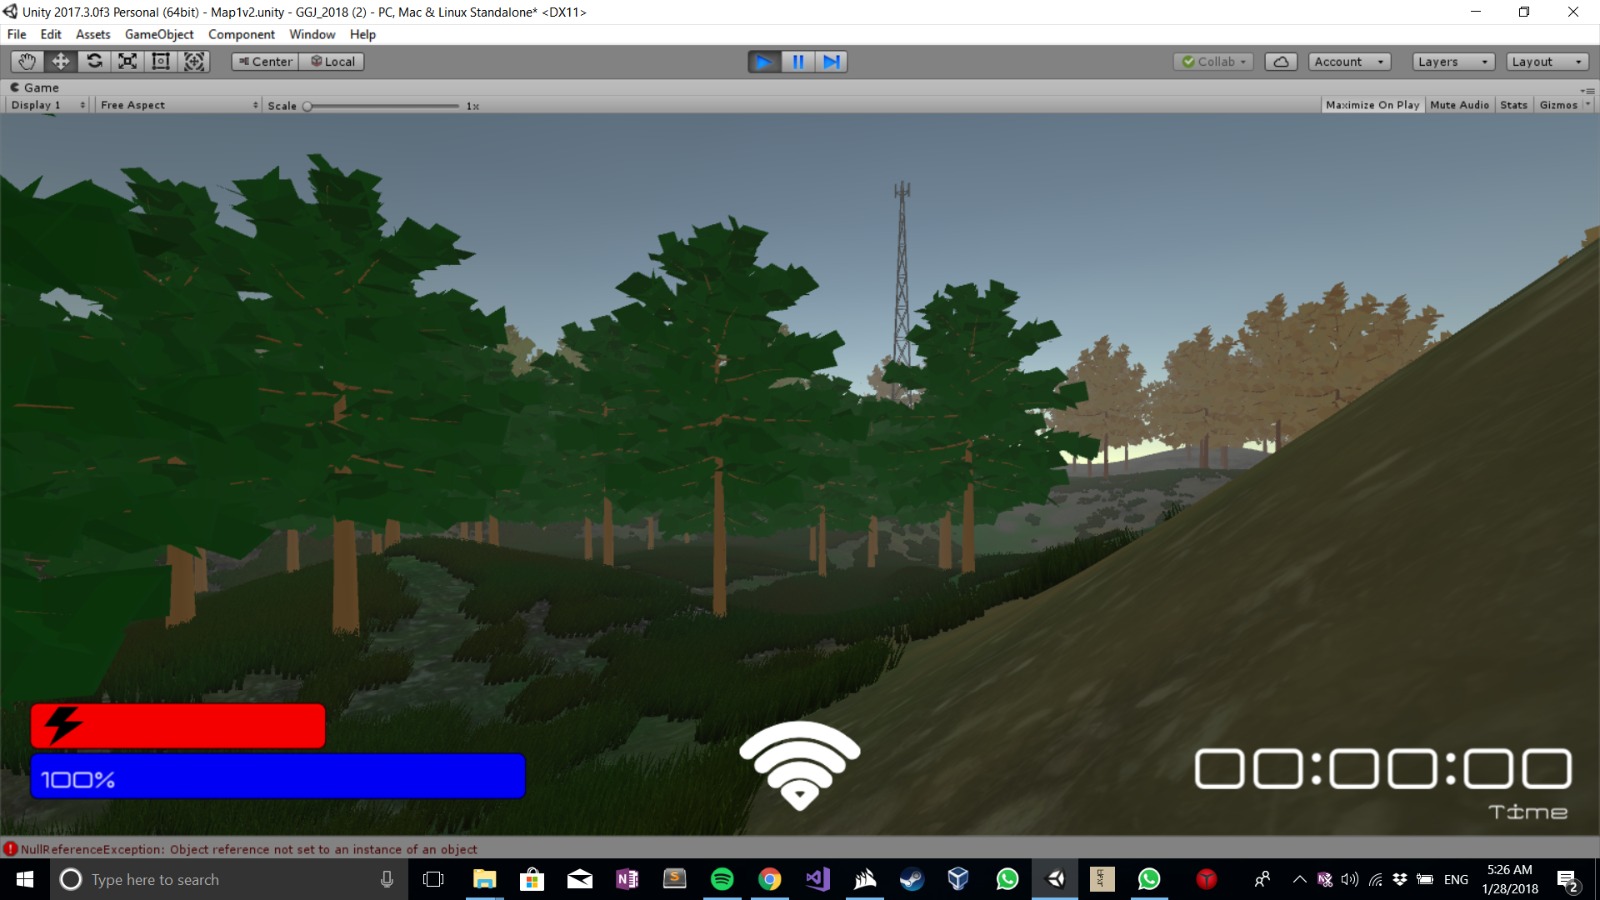 Unity 2017.3.0f3 Personal (64bit) - Map1v2.unity - GGJ_2018 (2) - PC, Mac & Linux Standalone* <DX11>
File Edit Assets GameObject Component Window Help
Center Local Collab Account Layers Layout
Game
Display 1 Free Aspect Scale 1x Maximize On Play Mute Audio Stats Gizmos
100%
00:00:00
Time
NullReferenceException: Object reference not set to an instance of an object
Type here to search
ENG
5:26 AM
1/28/2018
2